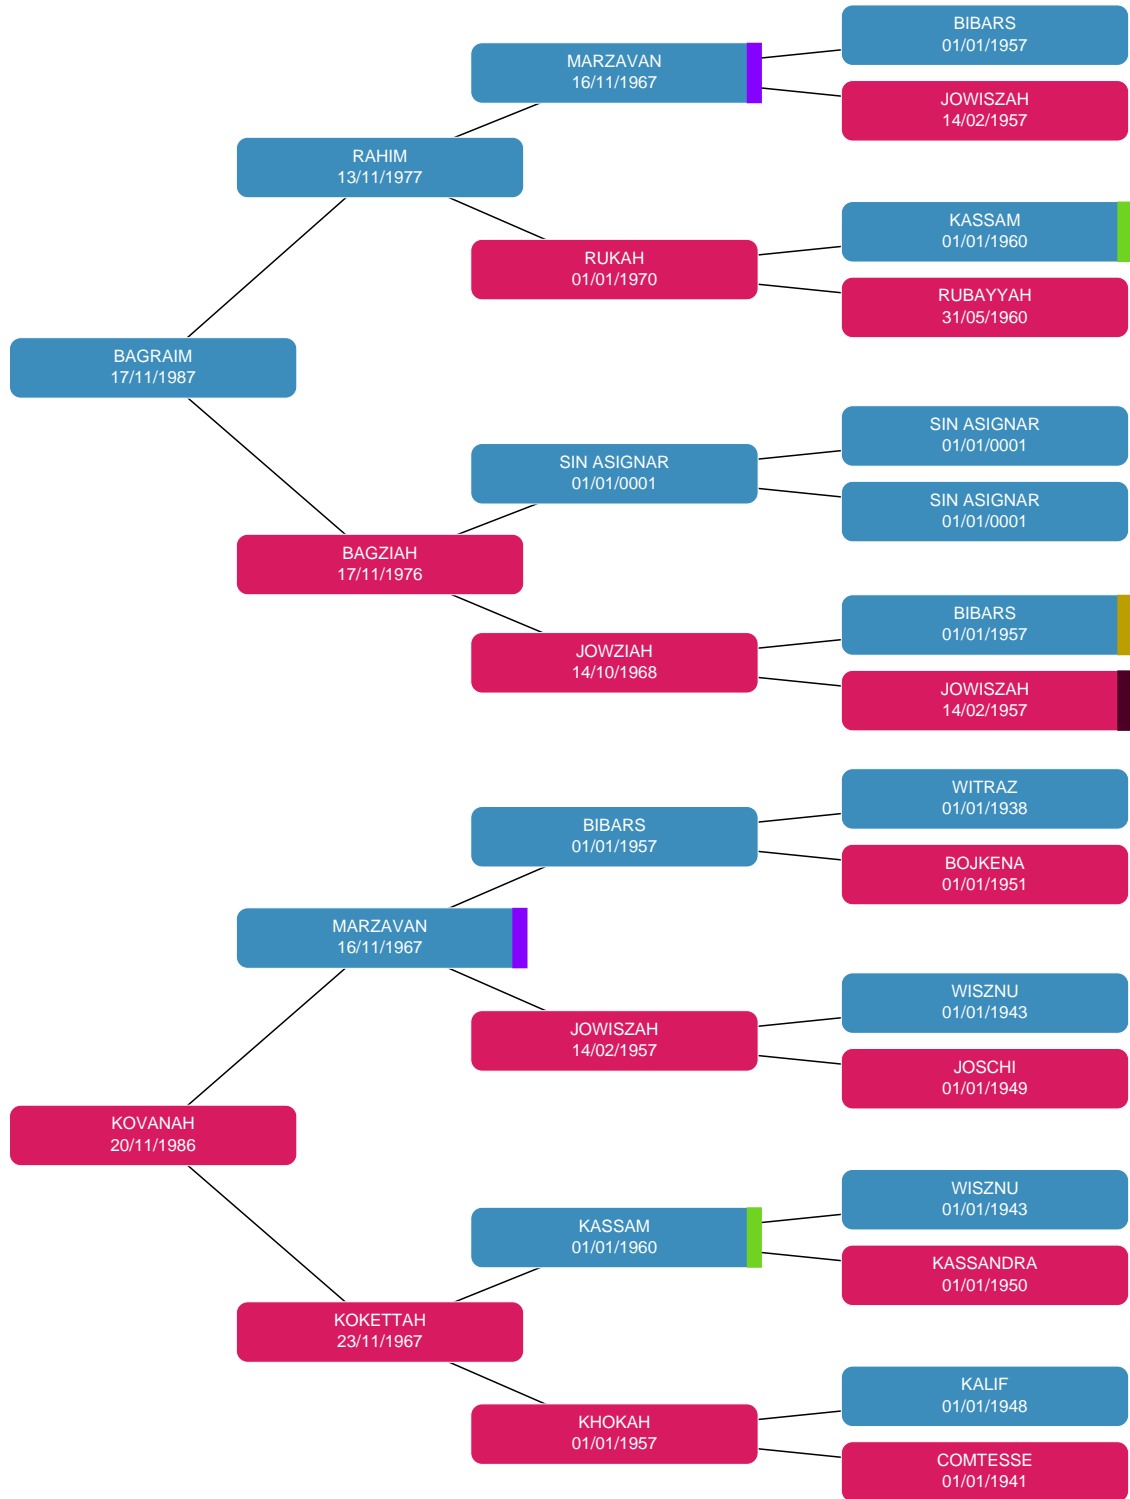 BIBARS
01/01/1957
MARZAVAN
16/11/1967
JOWISZAH
14/02/1957
RAHIM
13/11/1977
KASSAM
01/01/1960
RUKAH
01/01/1970
RUBAYYAH
31/05/1960
BAGRAIM
17/11/1987
SIN ASIGNAR
01/01/0001
SIN ASIGNAR
01/01/0001
SIN ASIGNAR
01/01/0001
BAGZIAH
17/11/1976
BIBARS
01/01/1957
JOWZIAH
14/10/1968
JOWISZAH
14/02/1957
WITRAZ
01/01/1938
BIBARS
01/01/1957
BOJKENA
01/01/1951
MARZAVAN
16/11/1967
WISZNU
01/01/1943
JOWISZAH
14/02/1957
JOSCHI
01/01/1949
KOVANAH
20/11/1986
WISZNU
01/01/1943
KASSAM
01/01/1960
KASSANDRA
01/01/1950
KOKETTAH
23/11/1967
KALIF
01/01/1948
KHOKAH
01/01/1957
COMTESSE
01/01/1941